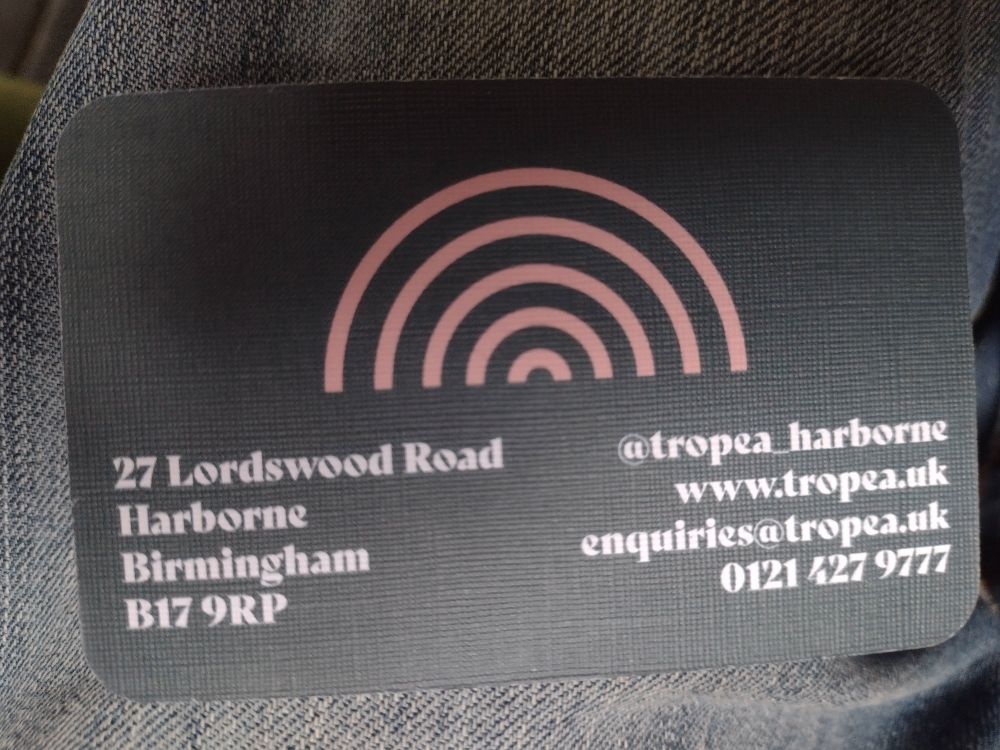 27 Lordswood Road
Harborne
Birmingham
B17 9RP
@tropea_harborne
www.tropea.uk
enquiries@tropea.uk
0121 427 9777